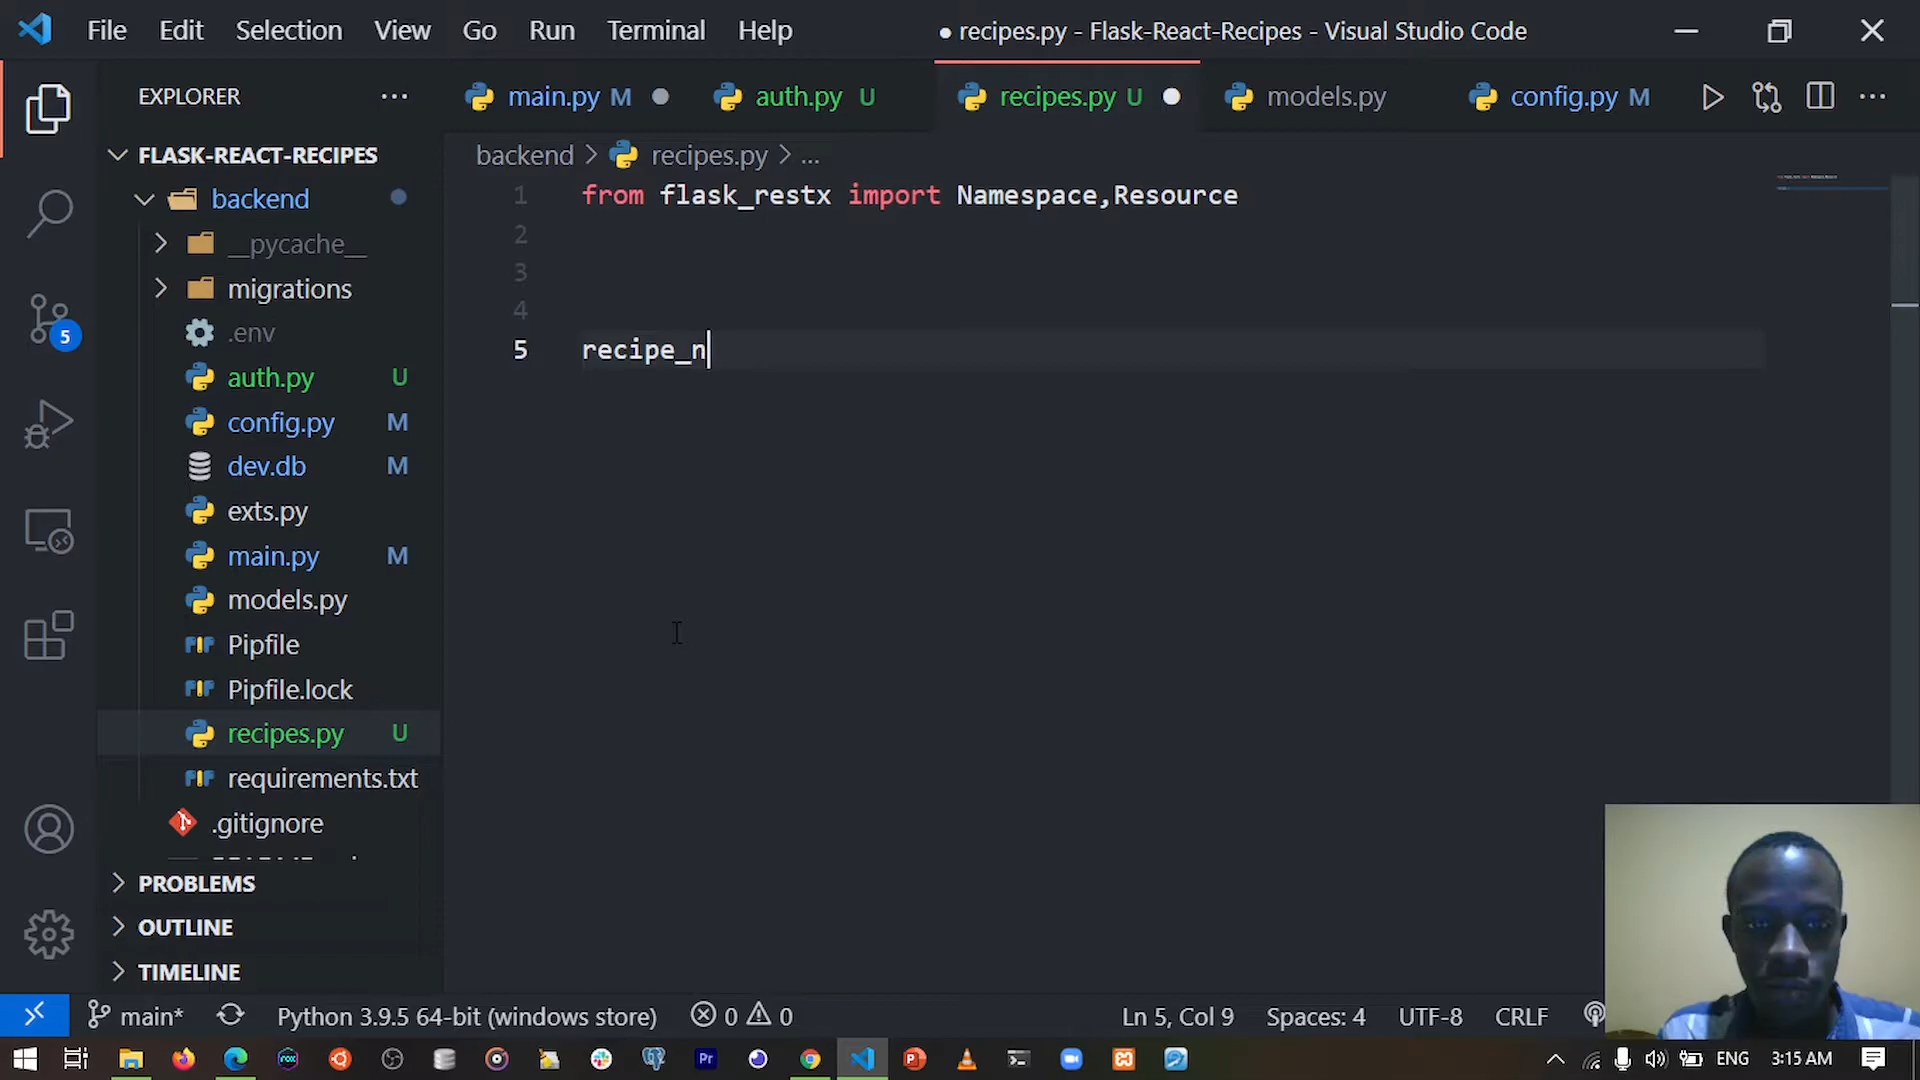 File Edit Selection View Go Run Terminal Help
● recipes.py - Flask-React-Recipes - Visual Studio Code
EXPLORER
main.py M
auth.py U
recipes.py U
models.py
config.py M
FLASK-REACT-RECIPES
backend
__pycache__
migrations
.env
auth.py U
config.py M
dev.db M
exts.py
main.py M
models.py
Pipfile
Pipfile.lock
recipes.py U
requirements.txt
.gitignore
PROBLEMS
OUTLINE
TIMELINE
backend > recipes.py > ...
1 from flask_restx import Namespace,Resource
2
3
4
5 recipe_n
5
main* Python 3.9.5 64-bit (windows store) 0 0
Ln 5, Col 9 Spaces: 4 UTF-8 CRLF
Pr
ENG 3:15 AM